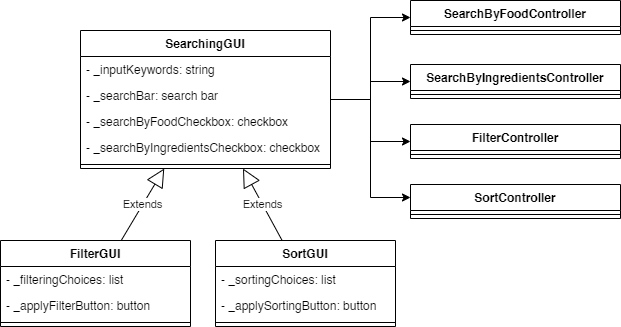 SearchingGUI
- _inputKeywords: string
- _searchBar: search bar
- _searchByFoodCheckbox: checkbox
- _searchByIngredientsCheckbox: checkbox
SearchByFoodController
SearchByIngredientsController
FilterController
SortController
Extends
Extends
FilterGUI
- _filteringChoices: list
- _applyFilterButton: button
SortGUI
- _sortingChoices: list
- _applySortingButton: button